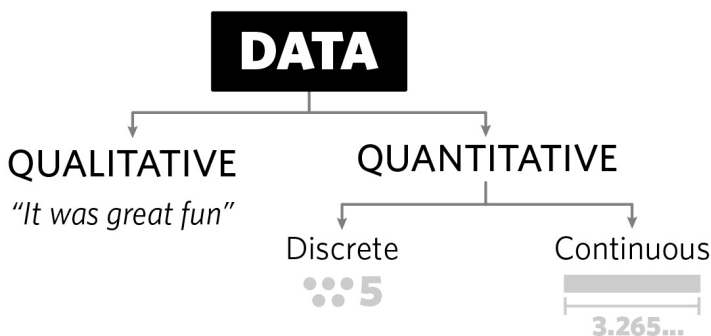 DATA
QUALITATIVE
"It was great fun"
QUANTITATIVE
Discrete
5
Continuous
3.265...